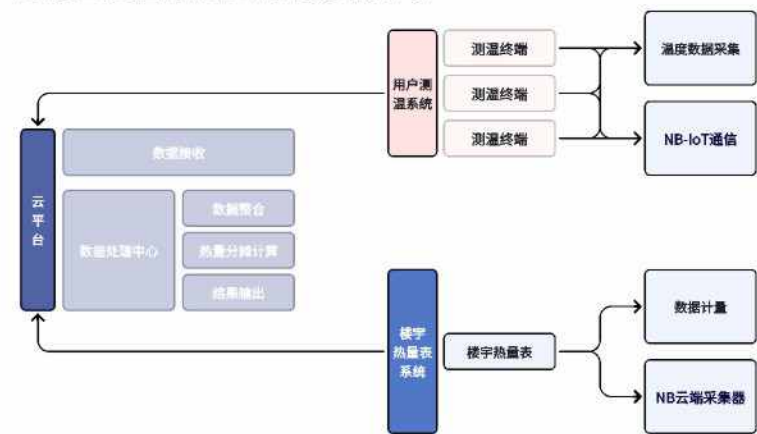 用户测
温系统
测温终端
测温终端
测温终端
温度数据采集
NB-IoT通信
云
平
台
数据接收
数据处理中心
数据整合
热量分摊计算
结果输出
楼宇
热量表
系统
楼宇热量表
数据计量
NB云端采集器